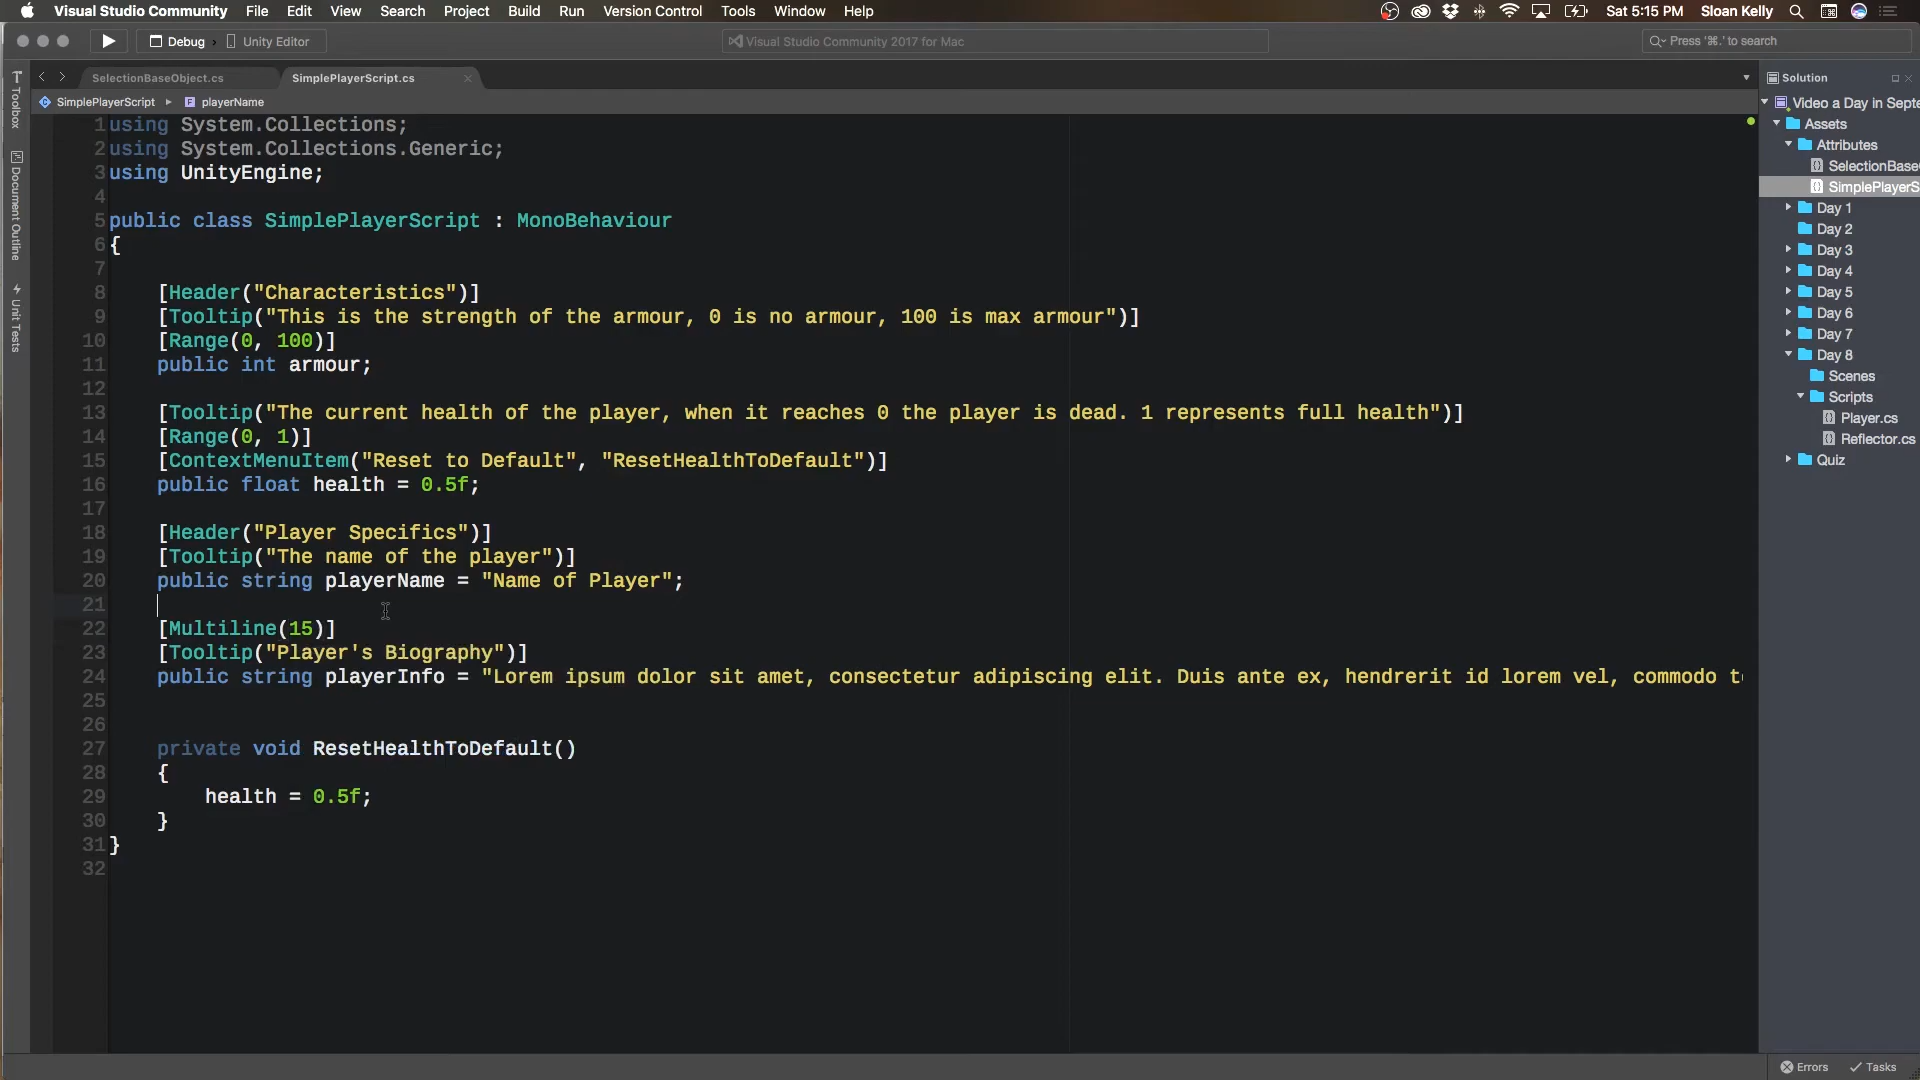 Visual Studio Community File Edit View Search Project Build Run Version Control Tools Window Help Sat 5:15 PM Sloan Kelly
Debug › Unity Editor Visual Studio Community 2017 for Mac Press '⌘.' to search
SelectionBaseObject.cs SimplePlayerScript.cs Solution
SimplePlayerScript playerName
Toolbox
Document Outline
Unit Tests
1 using System.Collections;
2 using System.Collections.Generic;
3 using UnityEngine;
4
5 public class SimplePlayerScript : MonoBehaviour
6 {
7
8 [Header("Characteristics")]
9 [Tooltip("This is the strength of the armour, 0 is no armour, 100 is max armour")]
10 [Range(0, 100)]
11 public int armour;
12
13 [Tooltip("The current health of the player, when it reaches 0 the player is dead. 1 represents full health")]
14 [Range(0, 1)]
15 [ContextMenuItem("Reset to Default", "ResetHealthToDefault")]
16 public float health = 0.5f;
17
18 [Header("Player Specifics")]
19 [Tooltip("The name of the player")]
20 public string playerName = "Name of Player";
21
22 [Multiline(15)]
23 [Tooltip("Player's Biography")]
24 public string playerInfo = "Lorem ipsum dolor sit amet, consectetur adipiscing elit. Duis ante ex, hendrerit id lorem vel, commodo t
25
26
27 private void ResetHealthToDefault()
28 {
29 health = 0.5f;
30 }
31 }
32
Video a Day in Septe
Assets
Attributes
SelectionBase
SimplePlayerS
Day 1
Day 2
Day 3
Day 4
Day 5
Day 6
Day 7
Day 8
Scenes
Scripts
Player.cs
Reflector.cs
Quiz
Errors Tasks